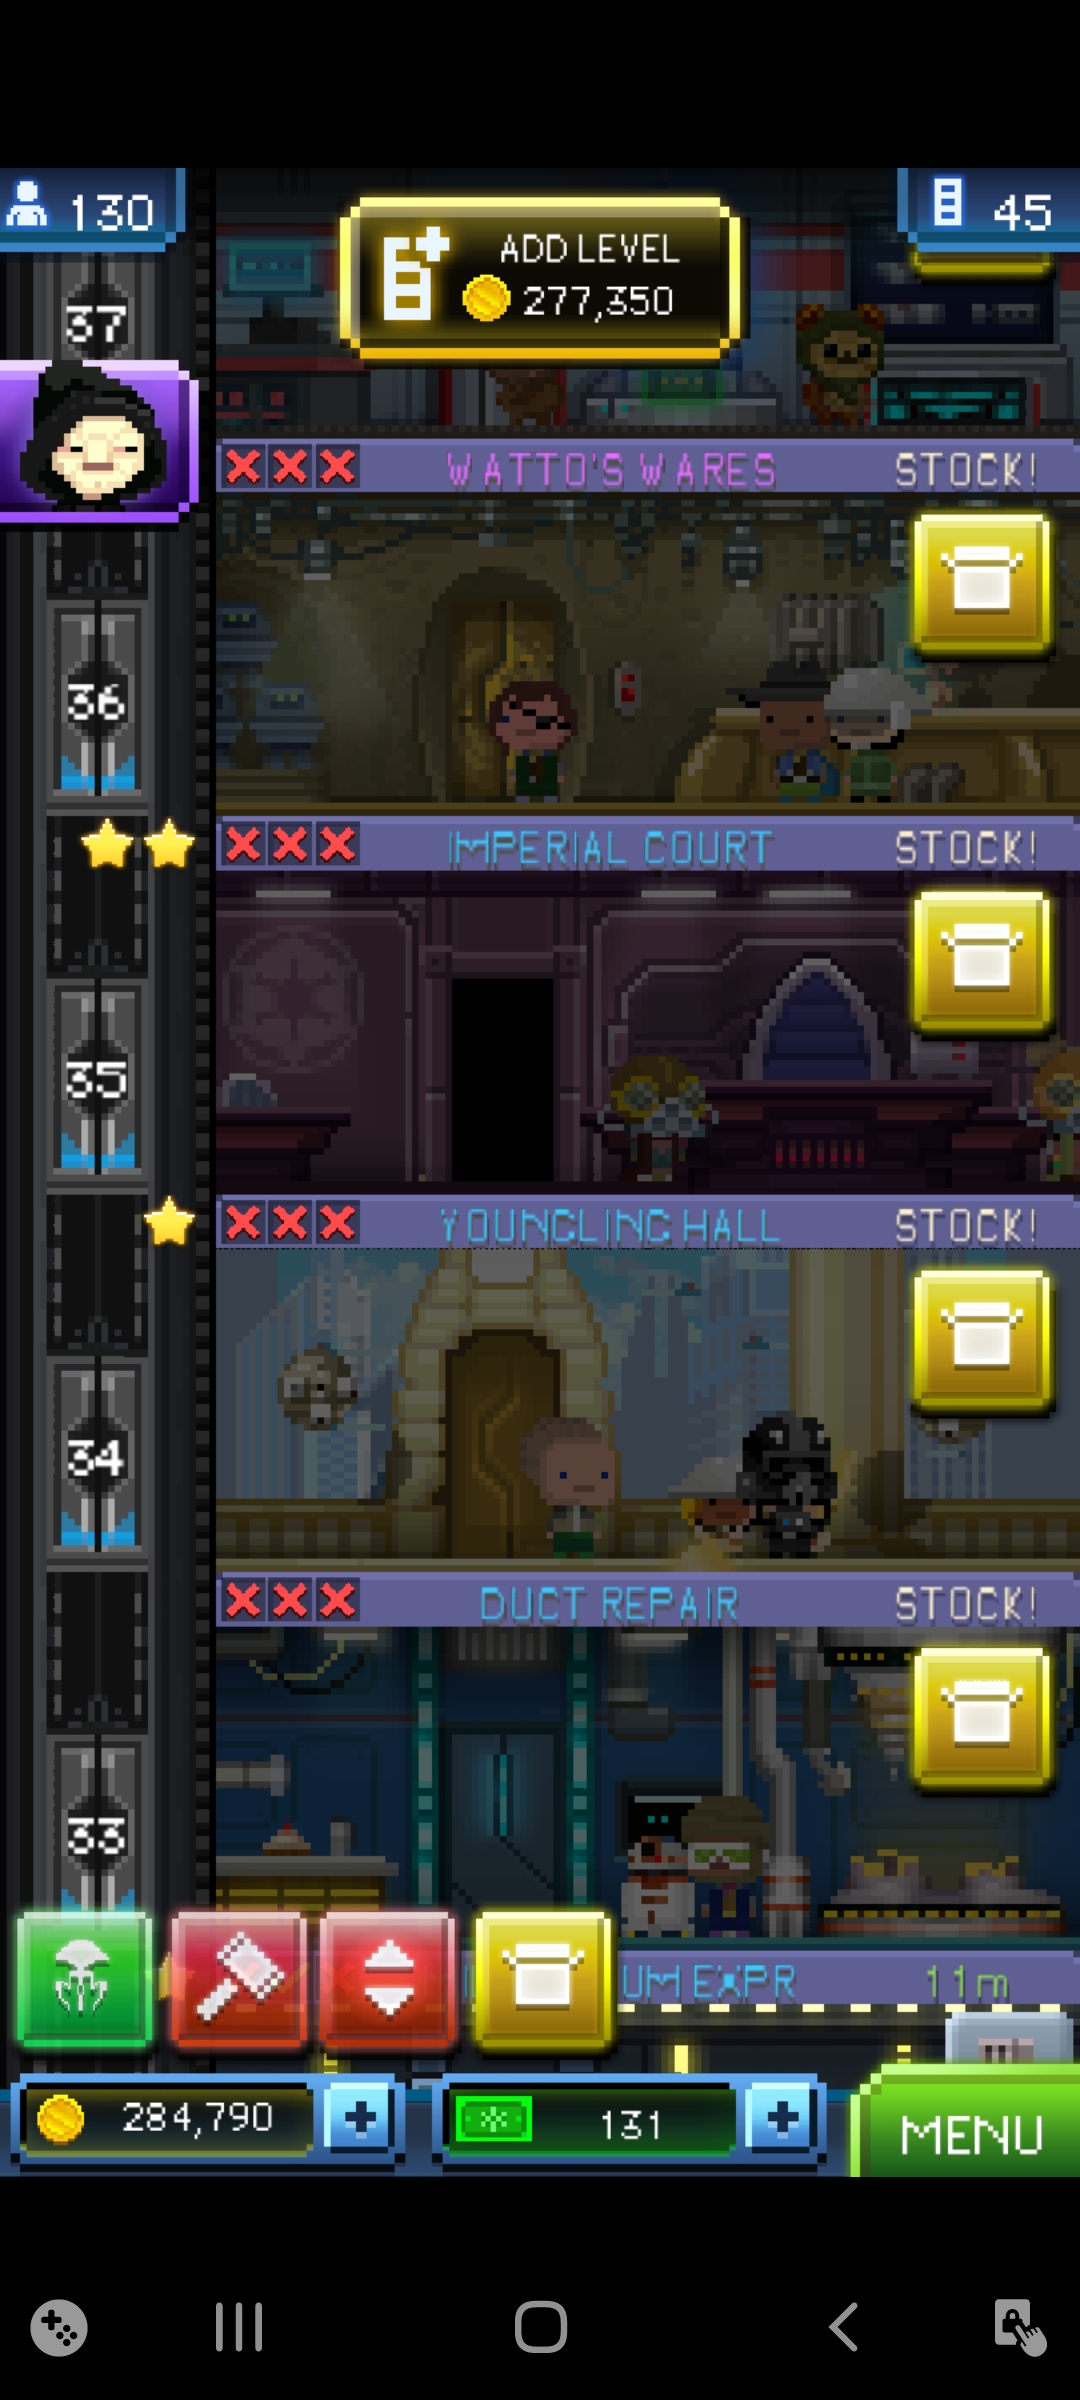 130
ADD LEVEL
277,350
45
37
WATTO'S WARES
STOCK!
36
IMPERIAL COURT
STOCK!
35
YOUNGLING HALL
STOCK!
34
DUCT REPAIR
STOCK!
33
UM EXPR
11m
284,790
131
MENU